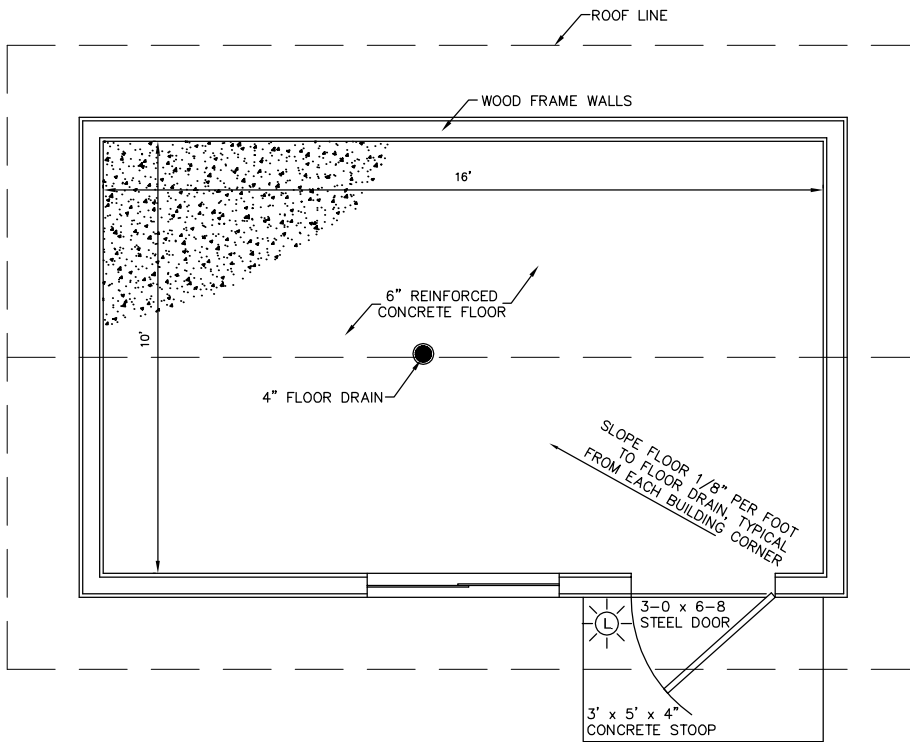 ROOF LINE
WOOD FRAME WALLS
16'
6" REINFORCED
CONCRETE FLOOR
10'
4" FLOOR DRAIN
SLOPE FLOOR 1/8" PER FOOT
TO FLOOR DRAIN, TYPICAL
FROM EACH BUILDING CORNER
L
3-0 x 6-8
STEEL DOOR
3' x 5' x 4"
CONCRETE STOOP